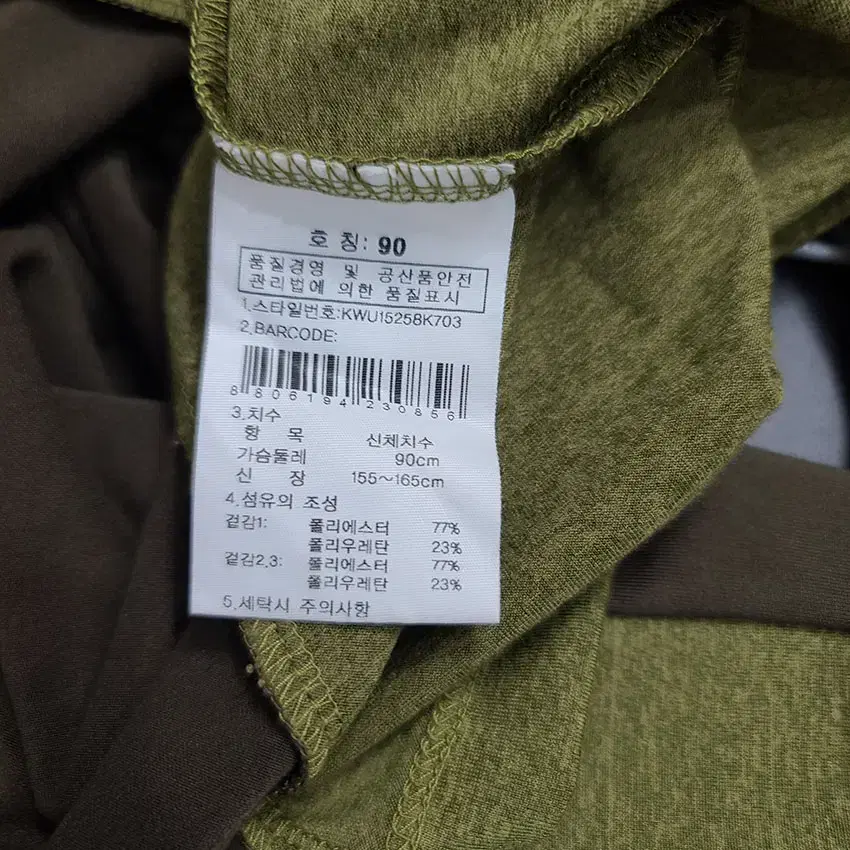 호 칭: 90
품질경영 및 공산품안전
관리법에 의한 품질표시
1.스타일번호:KWU15258K703
2.BARCODE:
8806194230856
3.치수
항 목 신체치수
가슴둘레 90cm
신 장 155~165cm
4.섬유의 조성
겉감1: 폴리에스터 77%
폴리우레탄 23%
겉감2,3: 폴리에스터 77%
폴리우레탄 23%
5.세탁시 주의사항